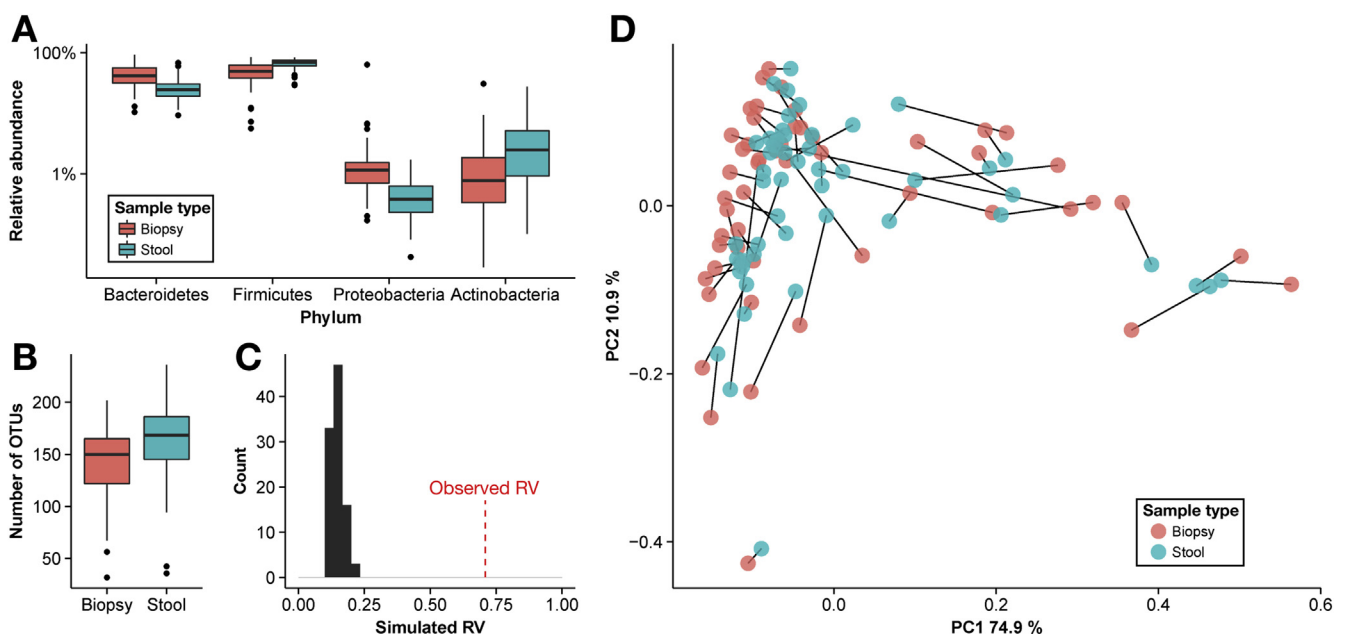 A
100%
1%
Relative abundance
Sample type
Biopsy
Stool
Bacteroidetes Firmicutes Proteobacteria Actinobacteria
Phylum
B
200
150
100
50
Number of OTUs
Biopsy Stool
C
40
30
20
10
0
Count
Observed RV
0.00 0.25 0.50 0.75 1.00
Simulated RV
D
0.0
−0.2
−0.4
PC2 10.9 %
Sample type
Biopsy
Stool
0.0 0.2 0.4 0.6
PC1 74.9 %